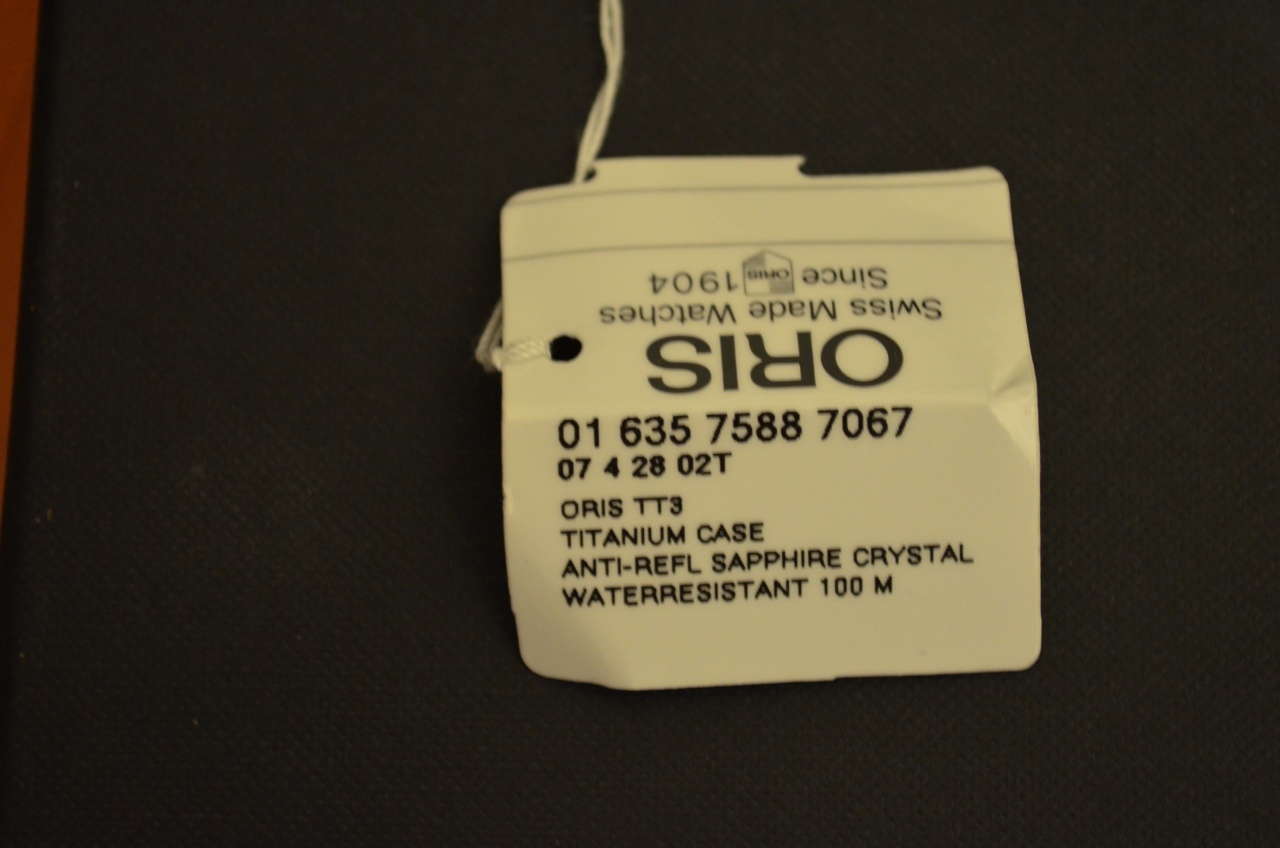 Since ORIS 1904
Swiss Made Watches
ORIS
01 635 7588 7067
07 4 28 02T
ORIS TT3
TITANIUM CASE
ANTI-REFL SAPPHIRE CRYSTAL
WATERRESISTANT 100 M